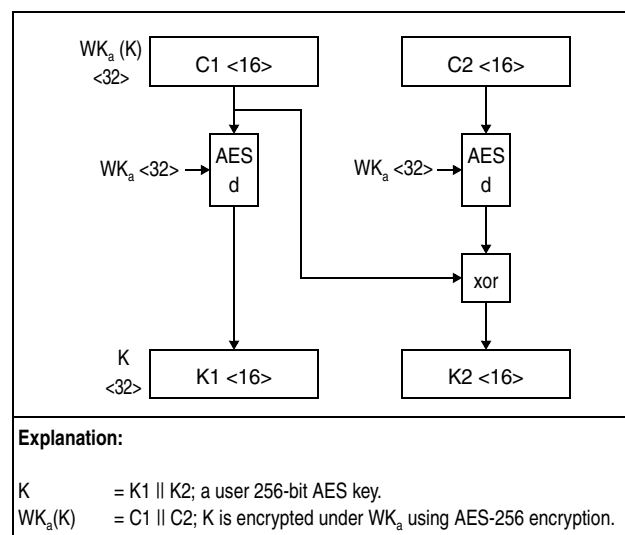 WKa (K)
<32>
C1 <16>
C2 <16>
WKa <32>
AES
d
WKa <32>
AES
d
xor
K
<32>
K1 <16>
K2 <16>
Explanation:
K = K1 || K2; a user 256-bit AES key.
WKa(K) = C1 || C2; K is encrypted under WKa using AES-256 encryption.